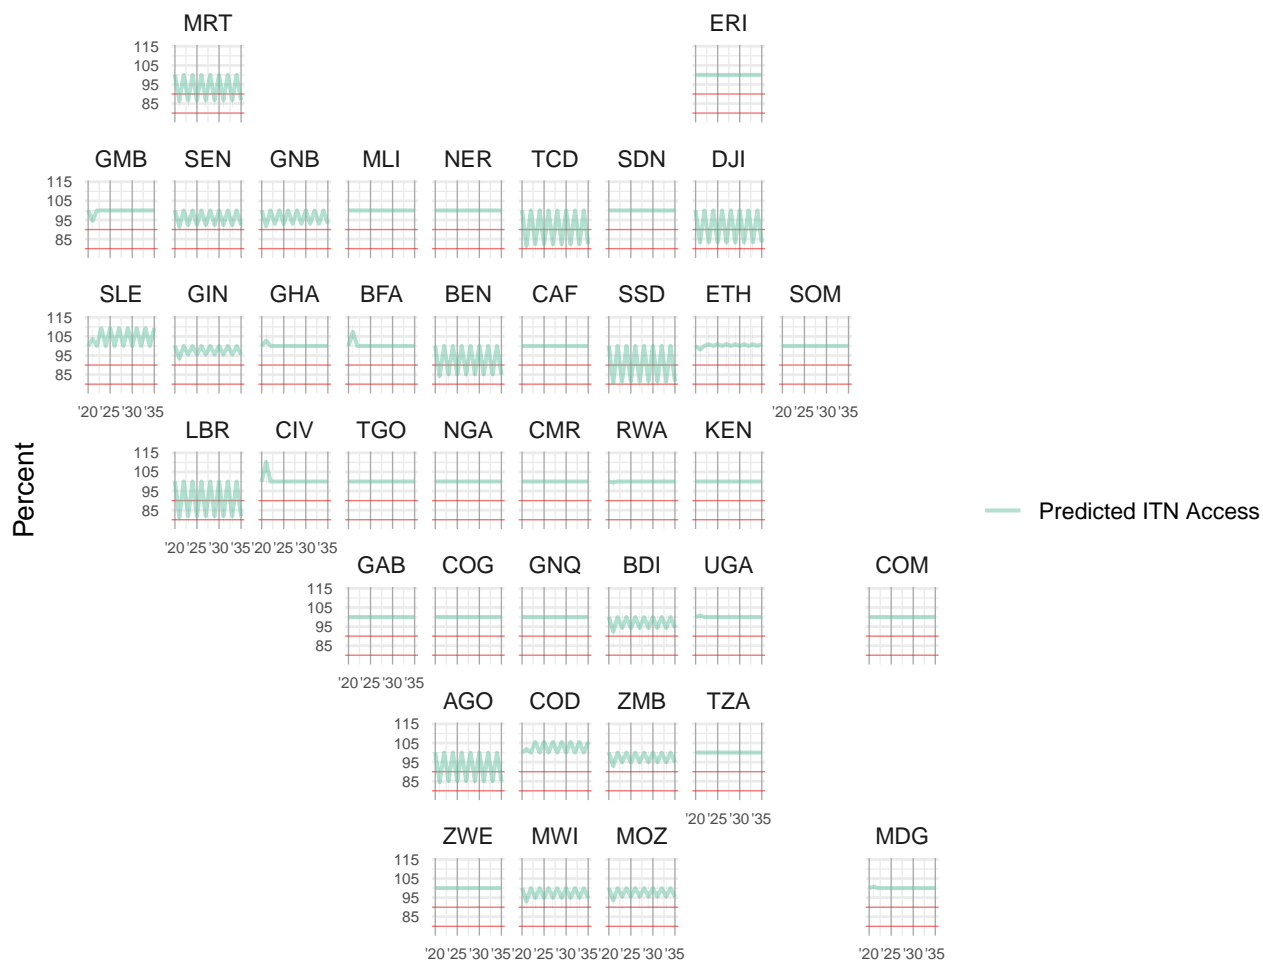 MRT ERI
115
105
95
85
GMB SEN GNB MLI NER TCD SDN DJI
115
105
95
85
SLE GIN GHA BFA BEN CAF SSD ETH SOM
115
105
95
85
'20 '25 '30 '35 '20 '25 '30 '35
LBR CIV TGO NGA CMR RWA KEN
115
105
95
85
'20 '25 '30 '35 '20 '25 '30 '35
Percent
Predicted ITN Access
GAB COG GNQ BDI UGA COM
115
105
95
85
'20 '25 '30 '35
AGO COD ZMB TZA
115
105
95
85
'20 '25 '30 '35
ZWE MWI MOZ MDG
115
105
95
85
'20 '25 '30 '35 '20 '25 '30 '35 '20 '25 '30 '35 '20 '25 '30 '35